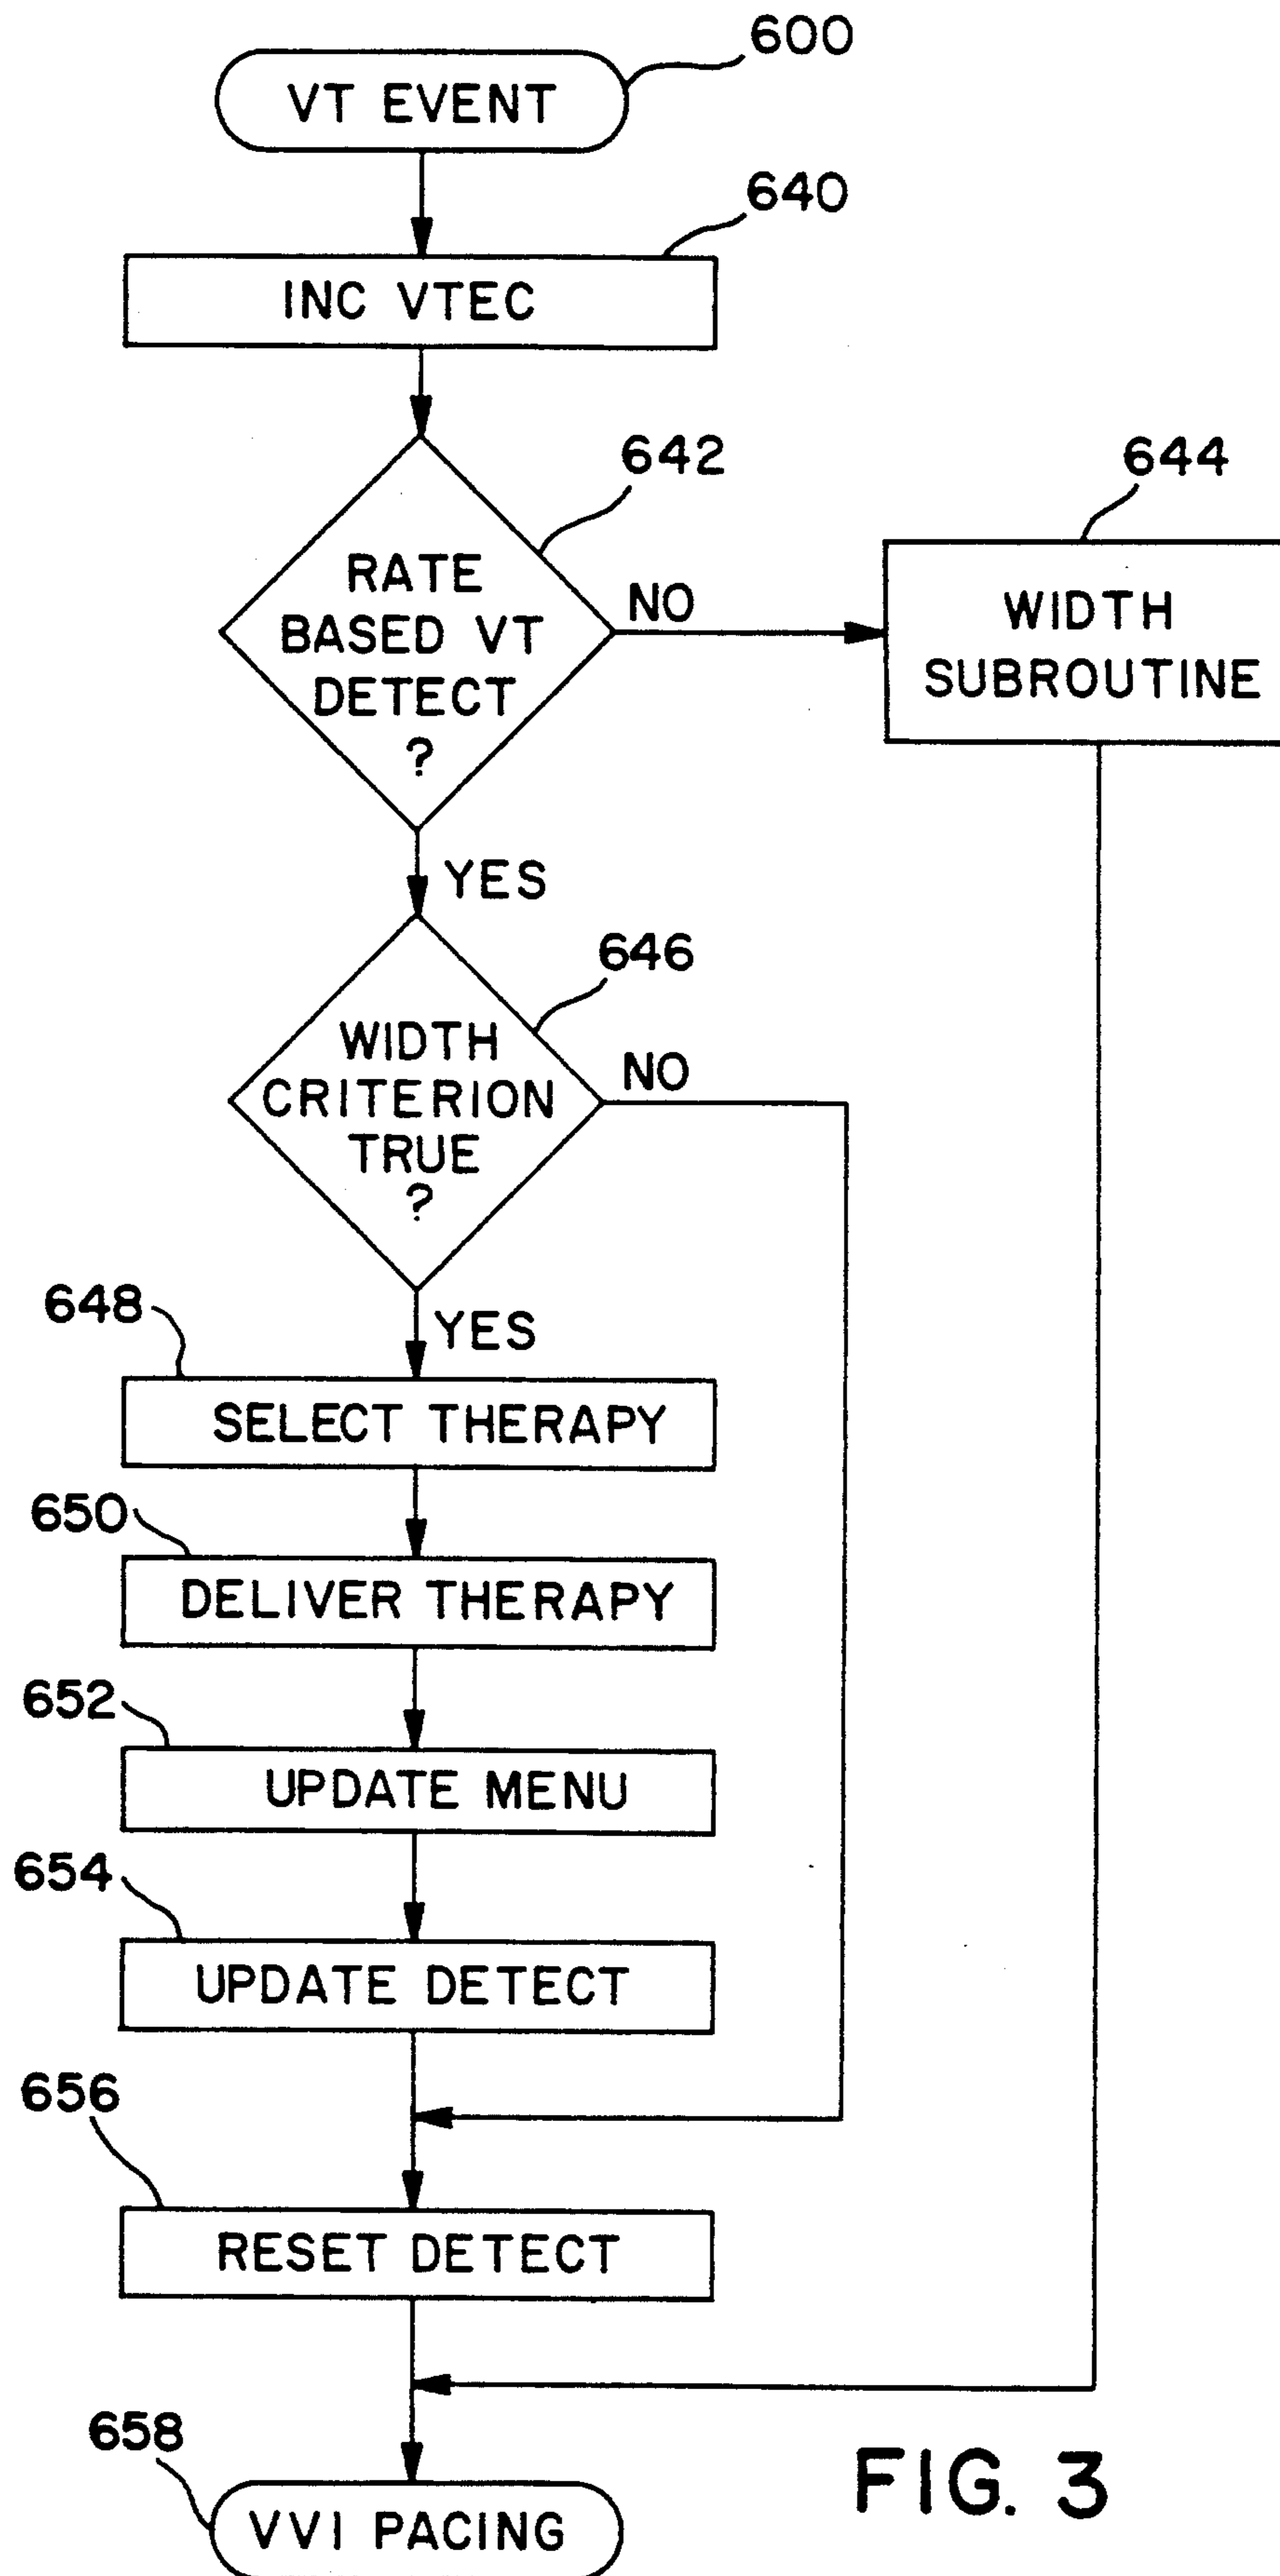 600
VT EVENT
640
INC VTEC
642
644
RATE
BASED VT
DETECT
?
NO
WIDTH
SUBROUTINE
YES
646
WIDTH
CRITERION
TRUE
?
NO
648
YES
SELECT THERAPY
650
DELIVER THERAPY
652
UPDATE MENU
654
UPDATE DETECT
656
RESET DETECT
658
VVI PACING
FIG. 3